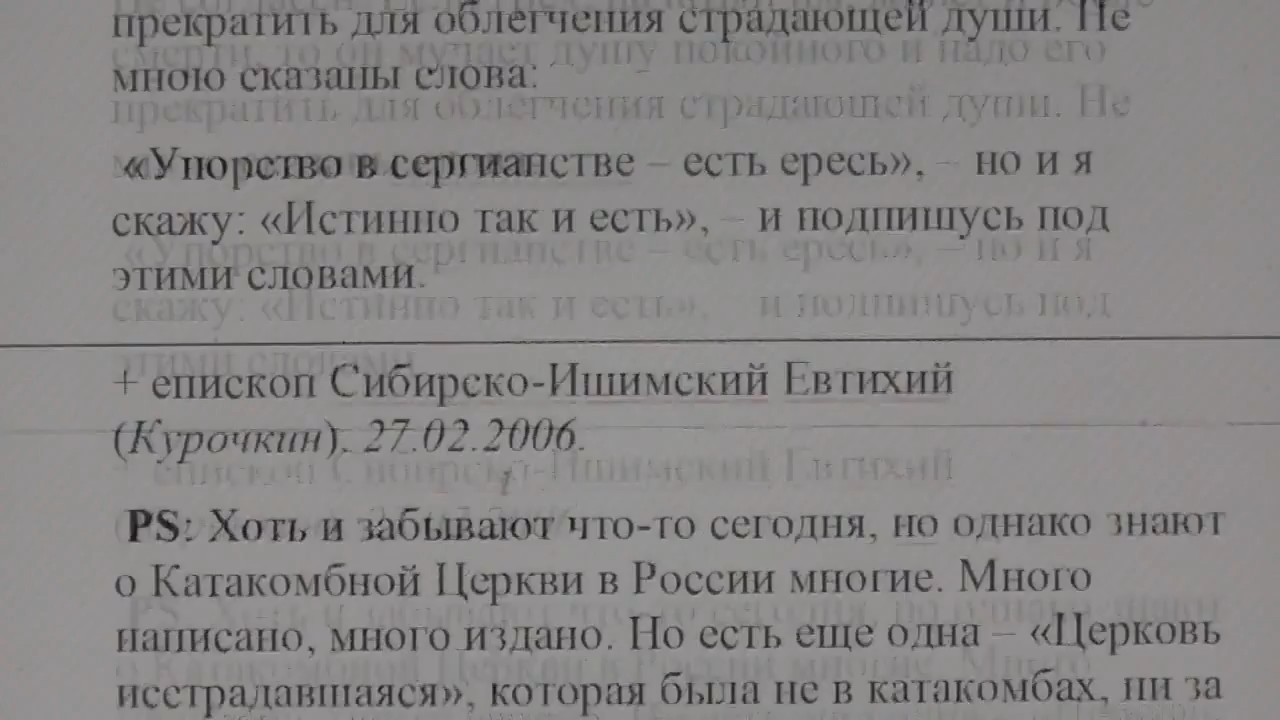 прекратить для облегчения страдающей души. Не
мною сказаны слова:
«Упорство в сергианстве – есть ересь», – но и я
скажу: «Истинно так и есть», – и подпишусь под
этими словами.
+ епископ Сибирско-Ишимский Евтихий
(Курочкин). 27.02.2006.
PS: Хоть и забывают что-то сегодня, но однако знают
о Катакомбной Церкви в России многие. Много
написано, много издано. Но есть еще одна – «Церковь
исстрадавшаяся», которая была не в катакомбах, ни за